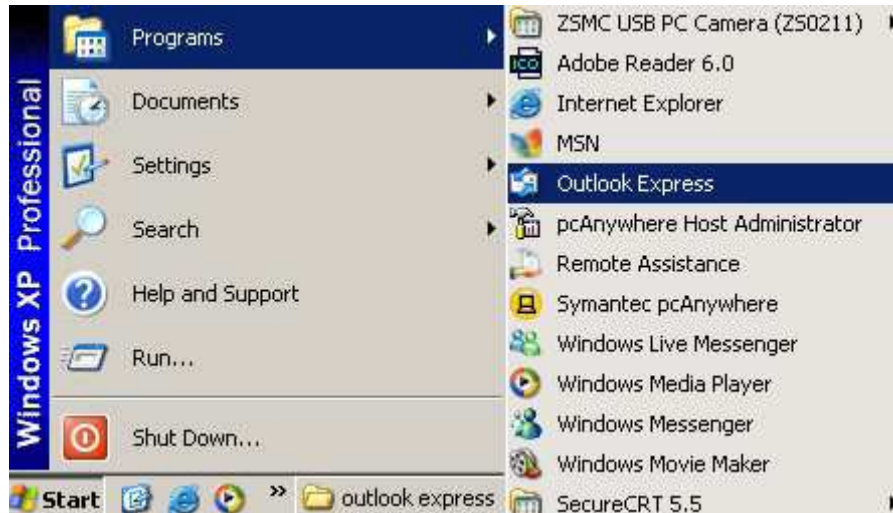 Windows XP Professional
Programs
Documents
Settings
Search
Help and Support
Run...
Shut Down...
ZSMC USB PC Camera (ZS0211)
ICO
Adobe Reader 6.0
Internet Explorer
MSN
Outlook Express
pcAnywhere Host Administrator
Remote Assistance
Symantec pcAnywhere
Windows Live Messenger
Windows Media Player
Windows Messenger
Windows Movie Maker
SecureCRT 5.5
Start
»
outlook express